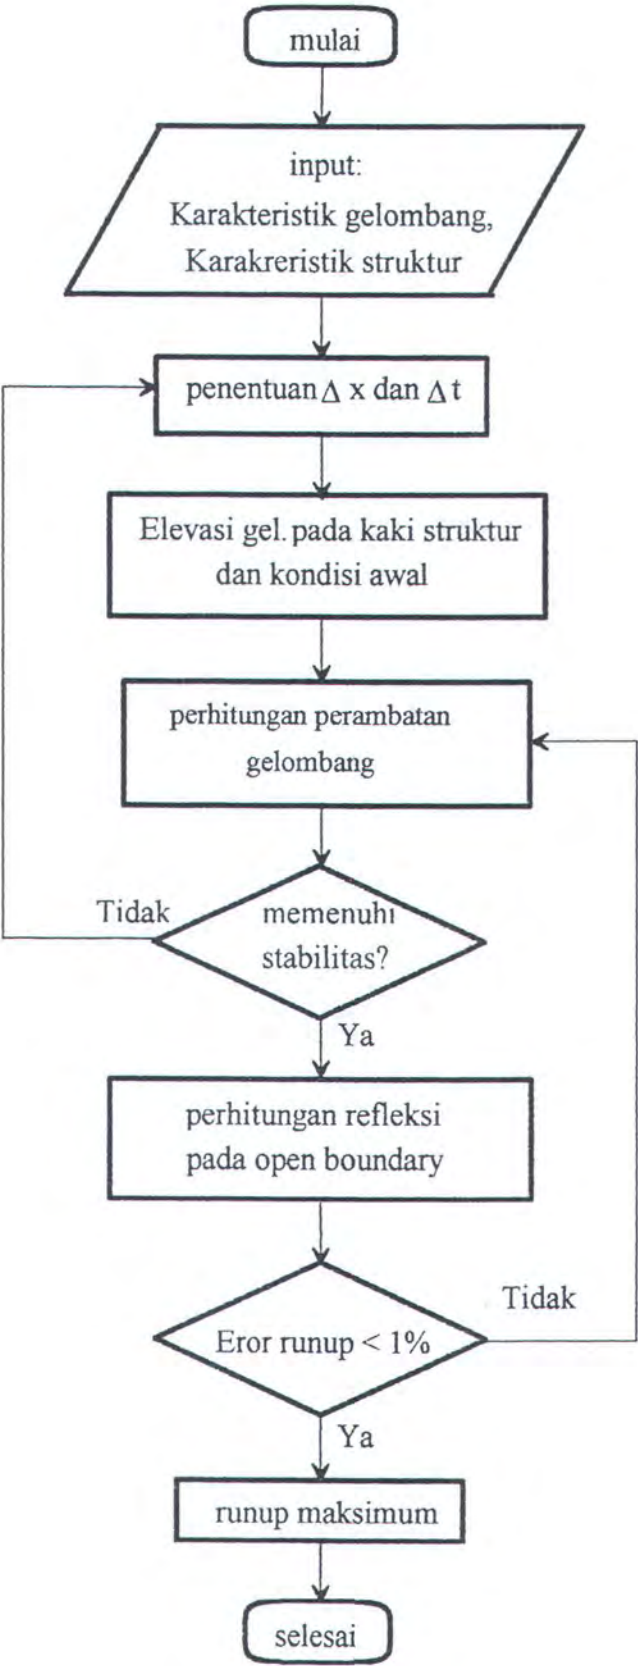 mulai
input:
Karakteristik gelombang,
Karakreristik struktur
penentuan Δ x dan Δ t
Elevasi gel. pada kaki struktur
dan kondisi awal
perhitungan perambatan
gelombang
Tidak
memenuhi
stabilitas?
Ya
perhitungan refleksi
pada open boundary
Tidak
Eror runup < 1%
Ya
runup maksimum
selesai